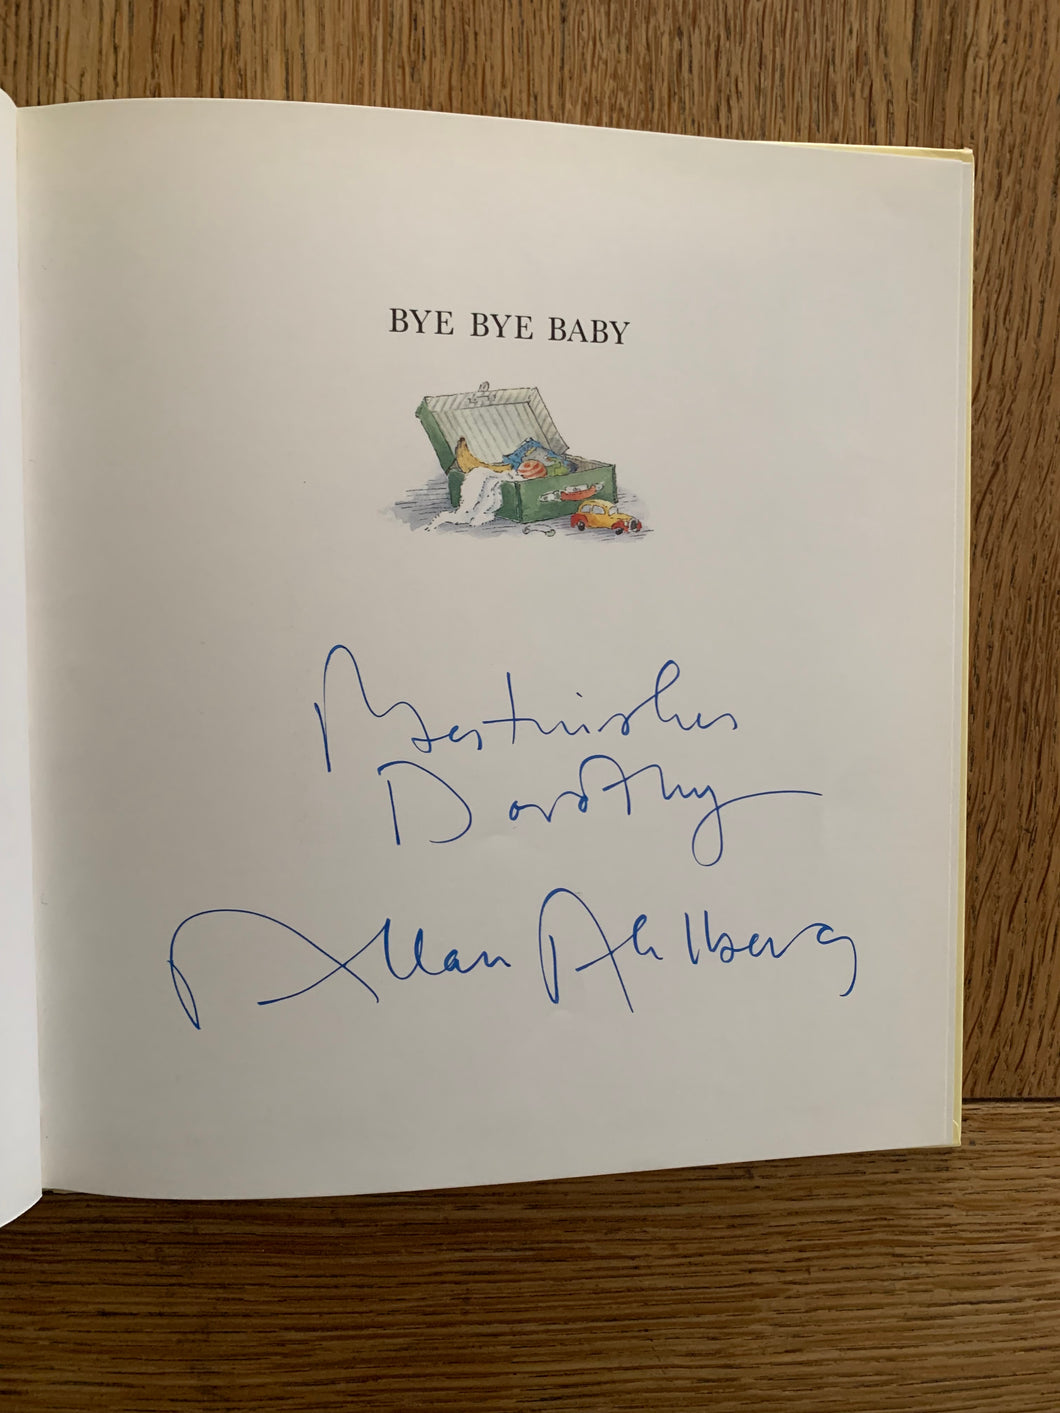 BYE BYE BABY
Best wishes
Dorothy
Allan Ahlberg